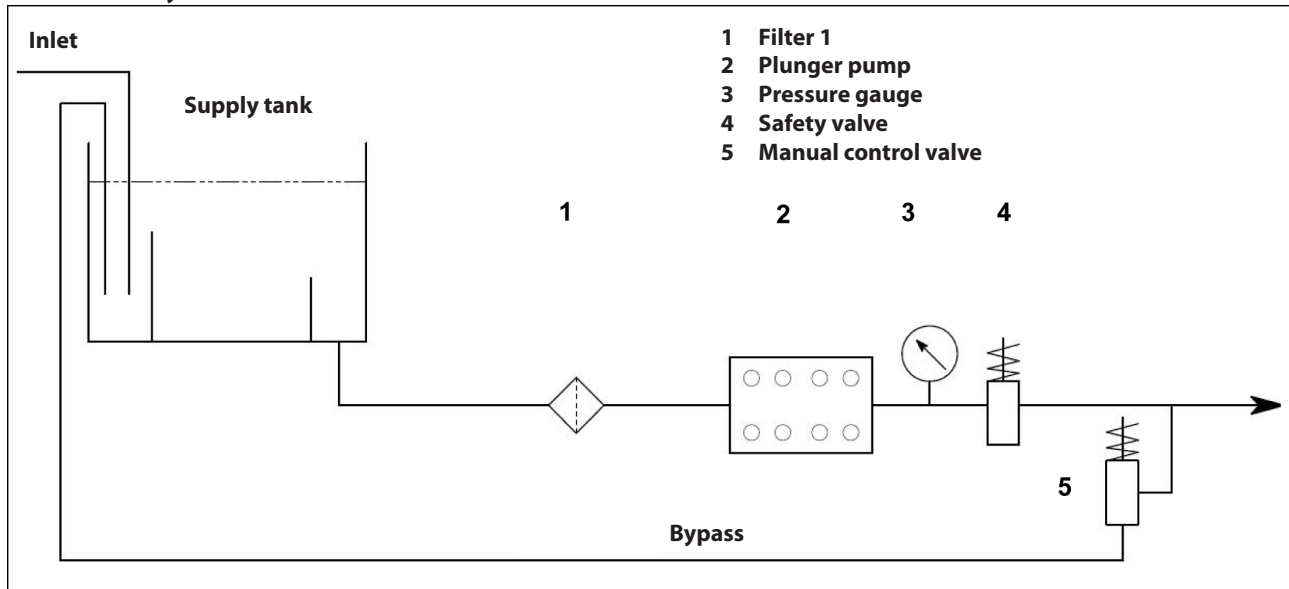 Inlet
Supply tank
1 Filter 1
2 Plunger pump
3 Pressure gauge
4 Safety valve
5 Manual control valve
1 2 3 4
5
Bypass